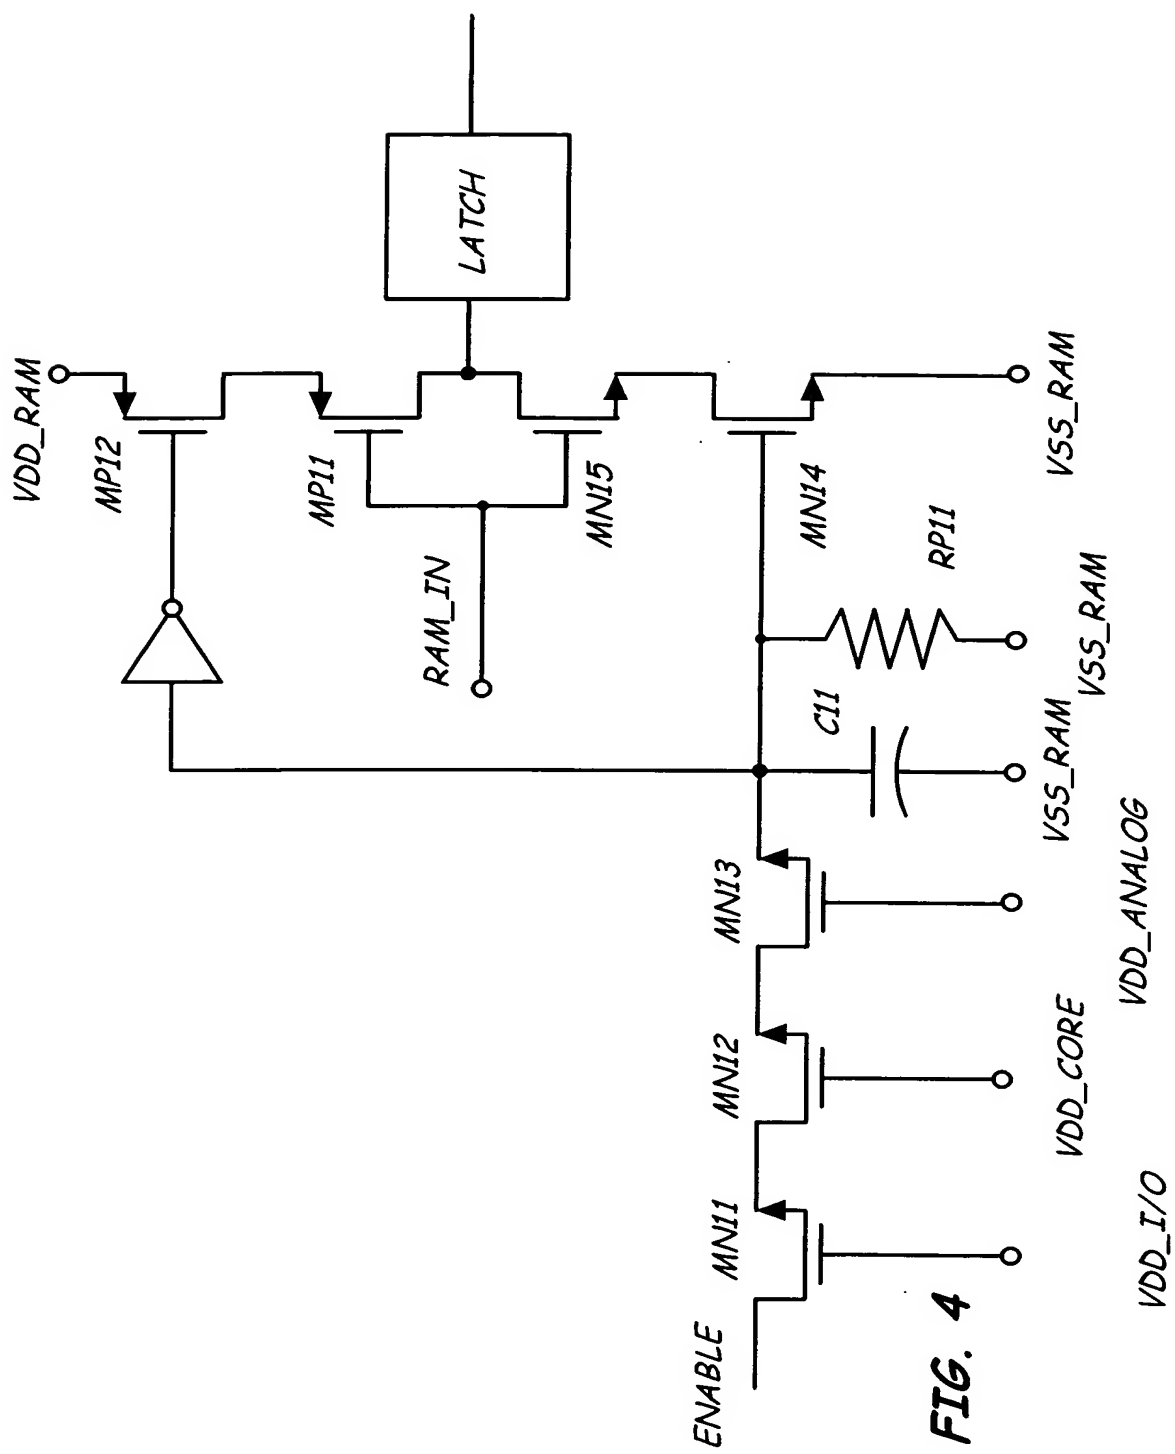 VDD_RAM
MP12
MP11
RAM_IN
MN15
LATCH
MN14
RP11
VSS_RAM
VSS_RAM
C11
VSS_RAM
MN13
VDD_ANALOG
MN12
VDD_CORE
MN11
VDD_I/O
ENABLE
FIG. 4